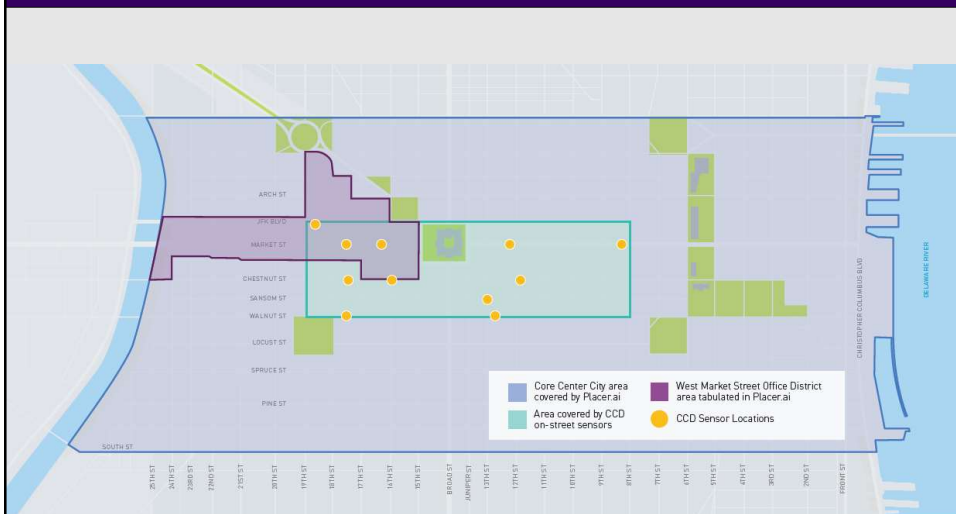 ARCH ST
JFK BLVD
MARKET ST
CHESTNUT ST
SANSOM ST
WALNUT ST
LOCUST ST
SPRUCE ST
PINE ST
SOUTH ST
25TH ST
24TH ST
23RD ST
22ND ST
21ST ST
20TH ST
19TH ST
18TH ST
17TH ST
16TH ST
15TH ST
BROAD ST
JUNIPER ST
13TH ST
12TH ST
11TH ST
10TH ST
9TH ST
8TH ST
7TH ST
6TH ST
5TH ST
4TH ST
3RD ST
2ND ST
FRONT ST
CHRISTOPHER COLUMBUS BLVD
DELAWARE RIVER
Core Center City area
covered by Placer.ai
Area covered by CCD
on-street sensors
West Market Street Office District
area tabulated in Placer.ai
CCD Sensor Locations